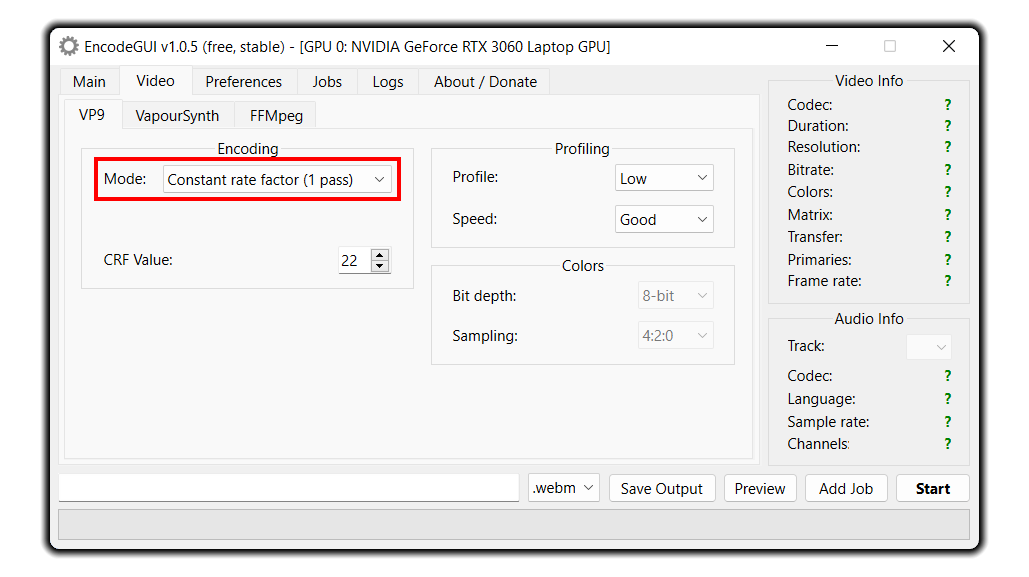 EncodeGUI v1.0.5 (free, stable) - [GPU 0: NVIDIA GeForce RTX 3060 Laptop GPU]
Main Video Preferences Jobs Logs About / Donate
VP9 VapourSynth FFMpeg
Encoding
Mode: Constant rate factor (1 pass)
CRF Value: 22
Profiling
Profile: Low
Speed: Good
Colors
Bit depth: 8-bit
Sampling: 4:2:0
Video Info
Codec: ?
Duration: ?
Resolution: ?
Bitrate: ?
Colors: ?
Matrix: ?
Transfer: ?
Primaries: ?
Frame rate: ?
Audio Info
Track:
Codec: ?
Language: ?
Sample rate: ?
Channels: ?
.webm Save Output Preview Add Job Start